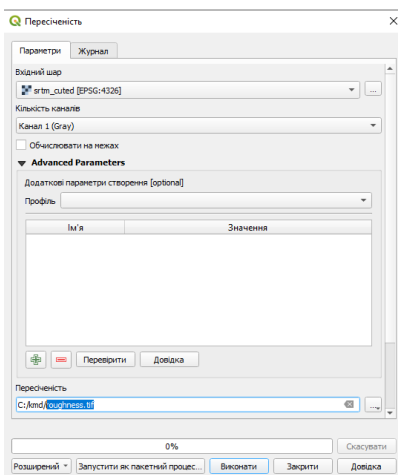 Пересіченість
Параметри Журнал
Вхідний шар
srtm_cuted [EPSG:4326]
...
Кількість каналів
Канал 1 (Gray)
Обчислювати на межах
Advanced Parameters
Додаткові параметри створення [optional]
Профіль
Ім'я Значення
Перевірити Довідка
Пересіченість
C:/kmd/roughness.tif
...
0% Скасувати
Розширений Запустити як пакетний процес... Виконати Закрити Довідка